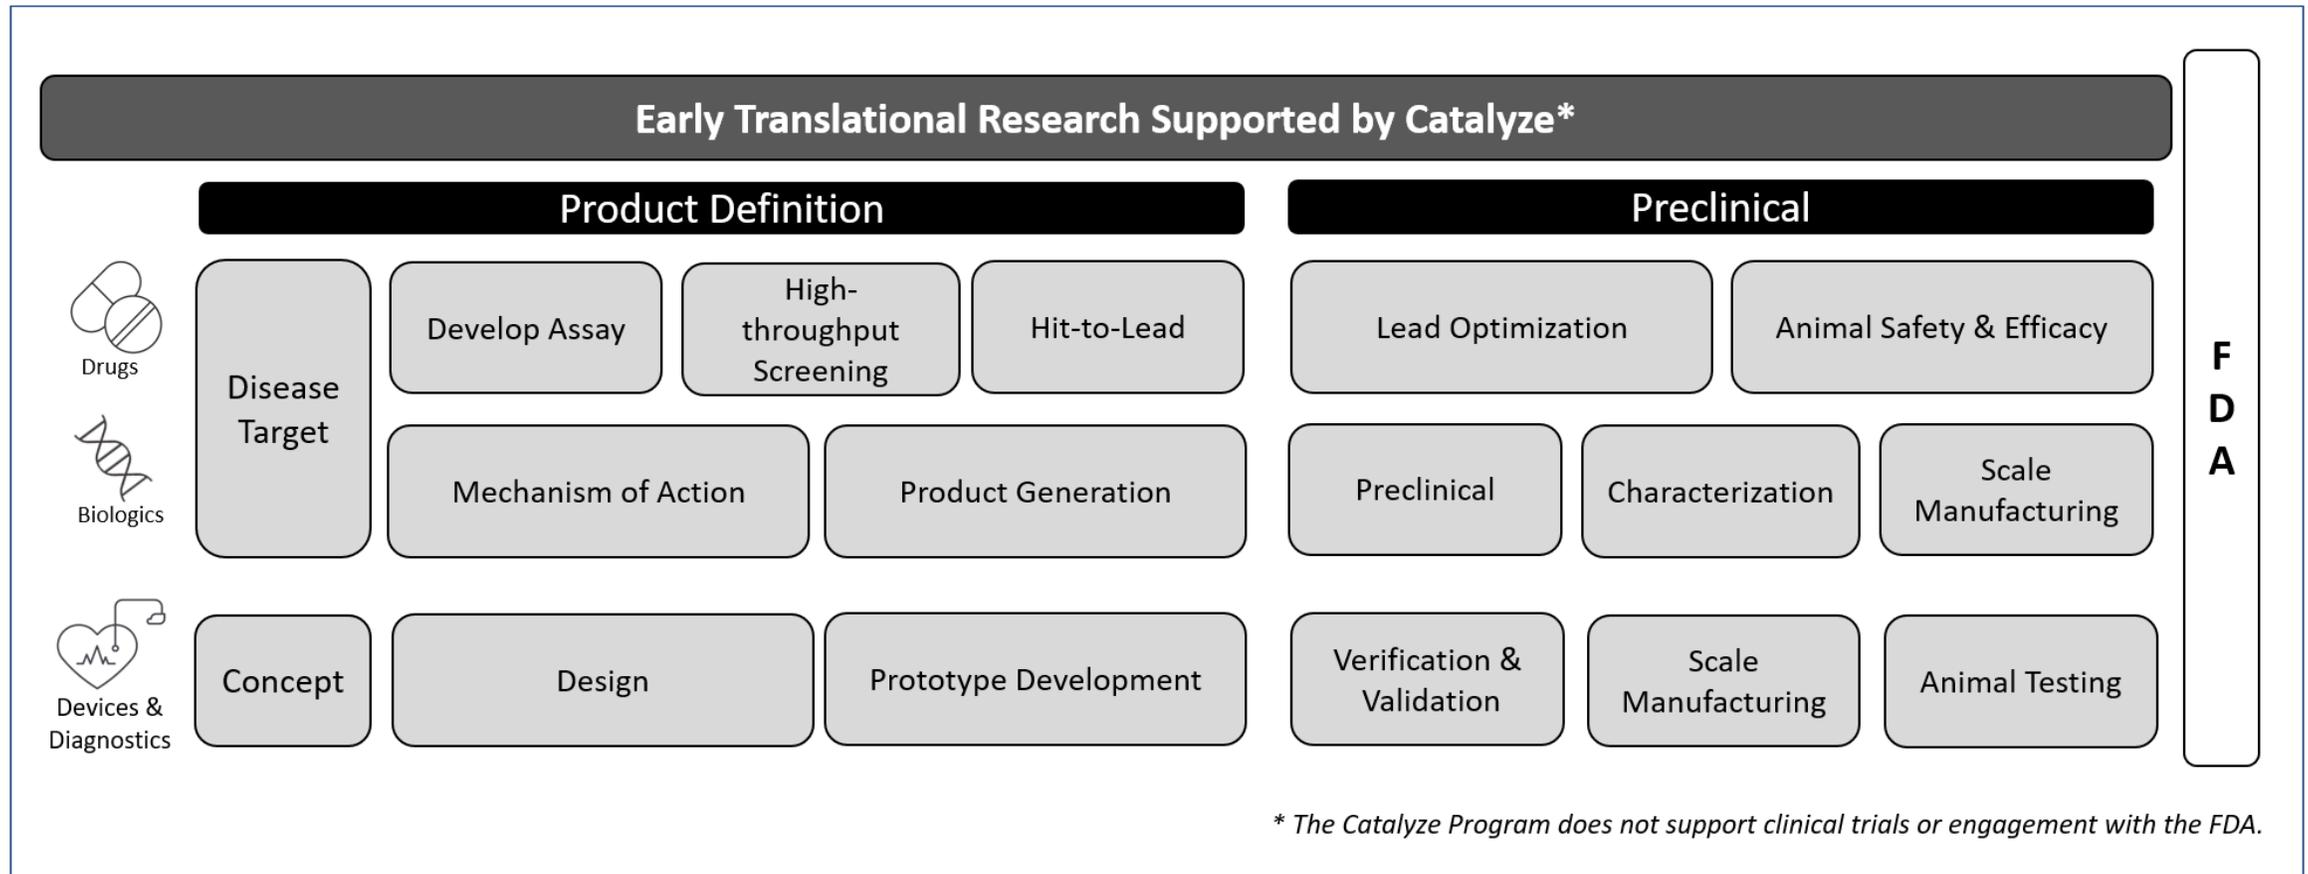 Early Translational Research Supported by Catalyze*
Product Definition
Preclinical
Drugs
Disease
Target
Develop Assay
High-
throughput
Screening
Hit-to-Lead
Lead Optimization
Animal Safety & Efficacy
Biologics
Mechanism of Action
Product Generation
Preclinical
Characterization
Scale
Manufacturing
Devices &
Diagnostics
Concept
Design
Prototype Development
Verification &
Validation
Scale
Manufacturing
Animal Testing
F
D
A
* The Catalyze Program does not support clinical trials or engagement with the FDA.